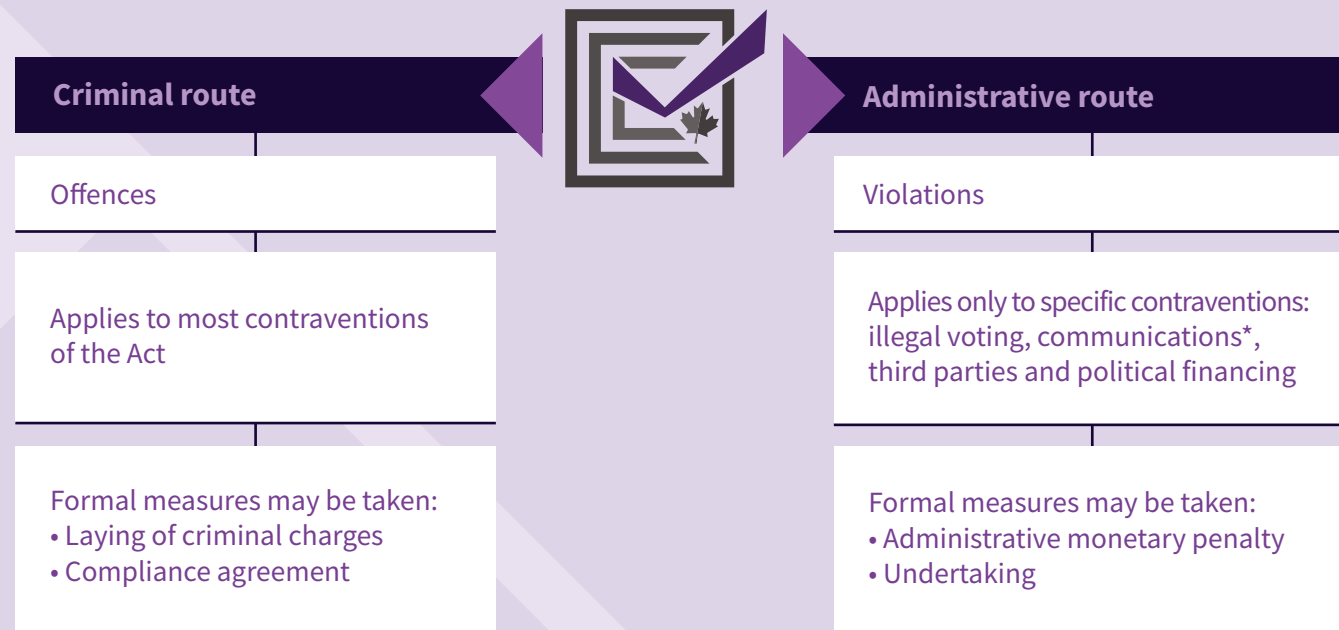 Criminal route
Offences
Applies to most contraventions
of the Act
Formal measures may be taken:
• Laying of criminal charges
• Compliance agreement
Administrative route
Violations
Applies only to specific contraventions:
illegal voting, communications*,
third parties and political financing
Formal measures may be taken:
• Administrative monetary penalty
• Undertaking